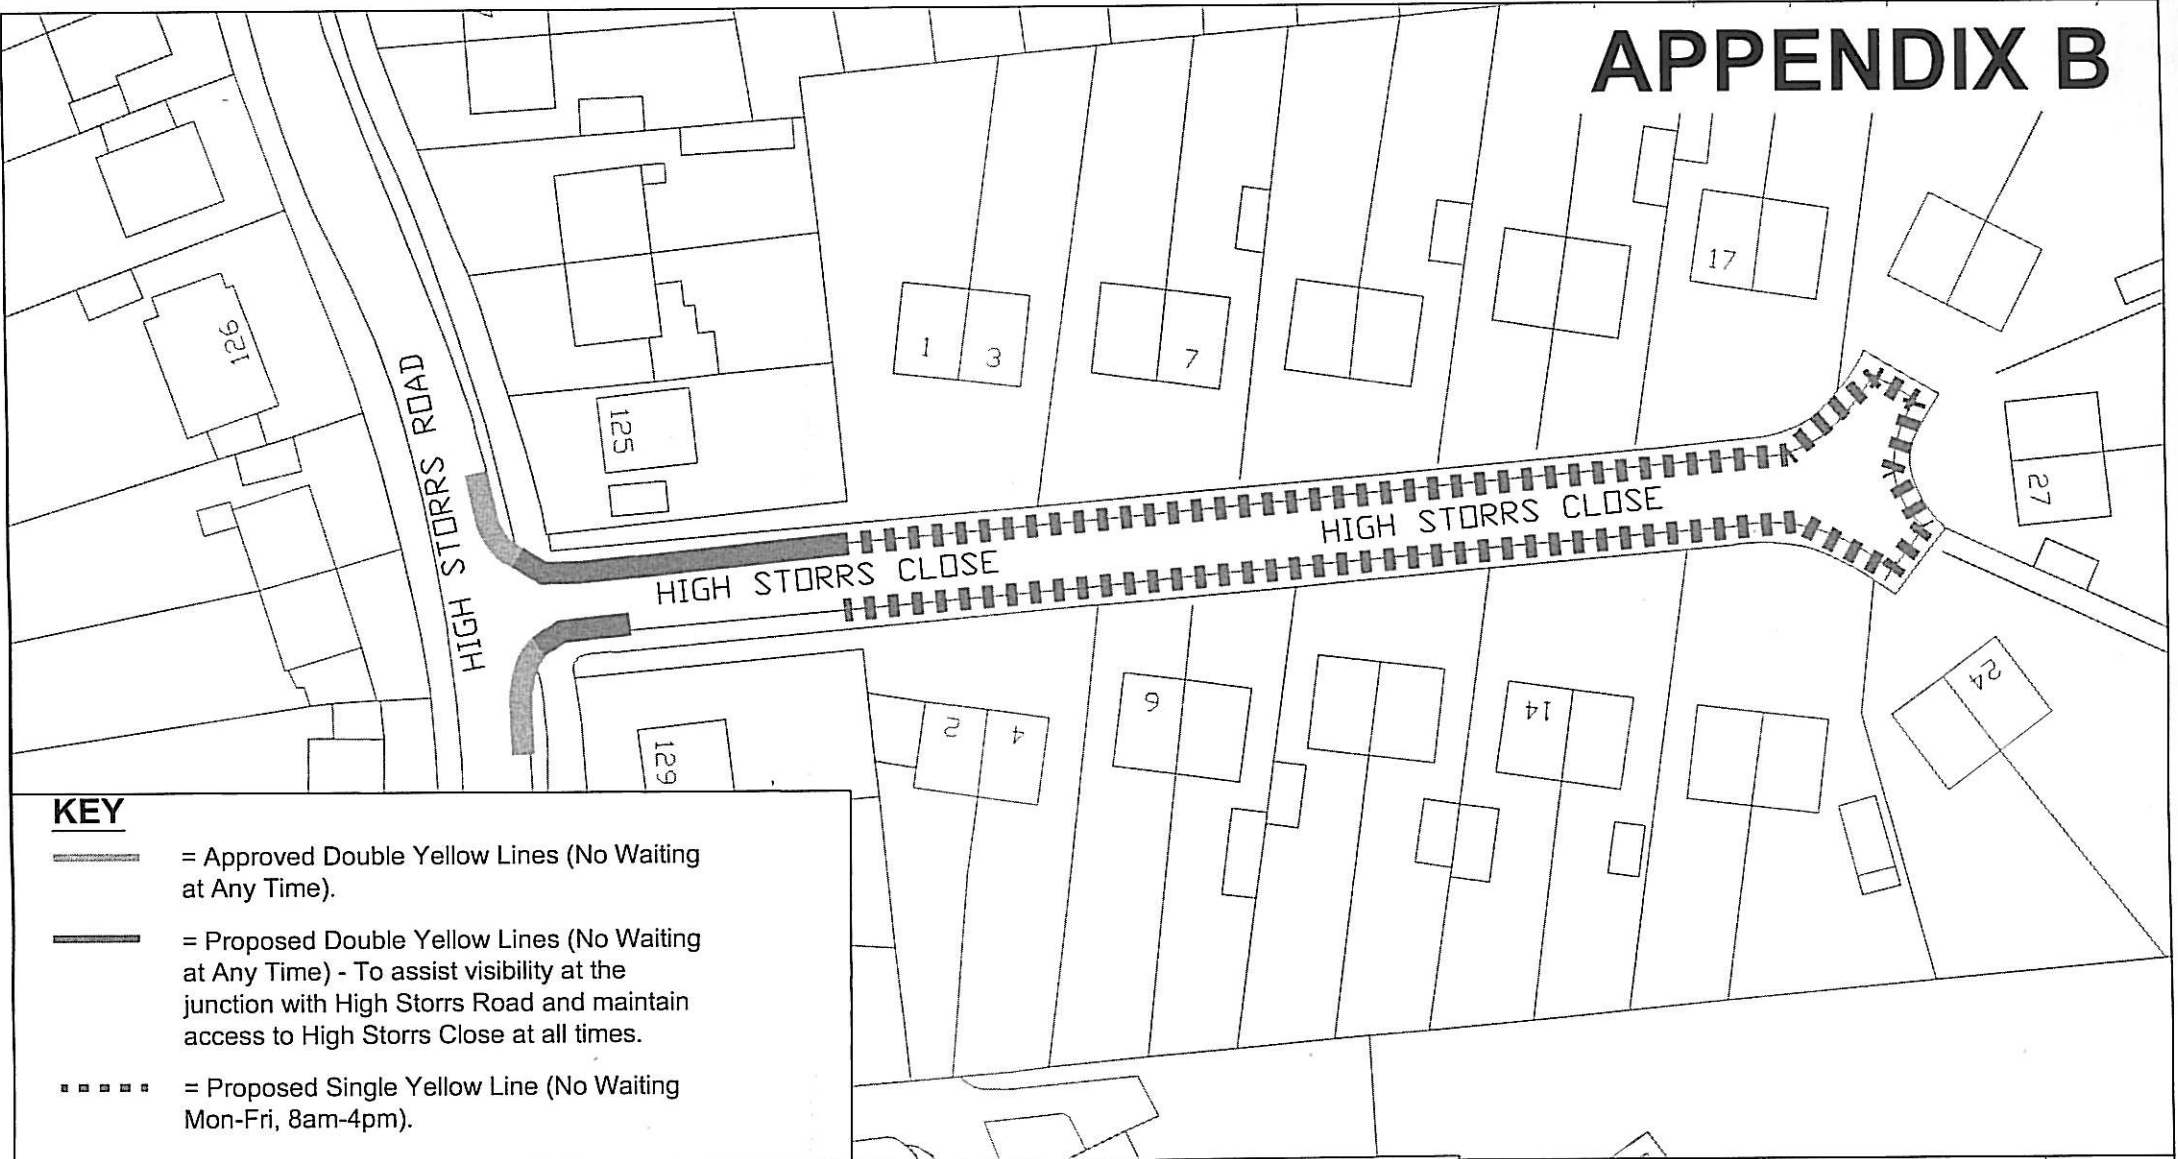 APPENDIX B
126
HIGH STORRS ROAD
125
1
3
7
17
27
HIGH STORRS CLOSE
HIGH STORRS CLOSE
129
2
4
6
14
24
KEY
= Approved Double Yellow Lines (No Waiting
at Any Time).
= Proposed Double Yellow Lines (No Waiting
at Any Time) - To assist visibility at the
junction with High Storrs Road and maintain
access to High Storrs Close at all times.
= Proposed Single Yellow Line (No Waiting
Mon-Fri, 8am-4pm).